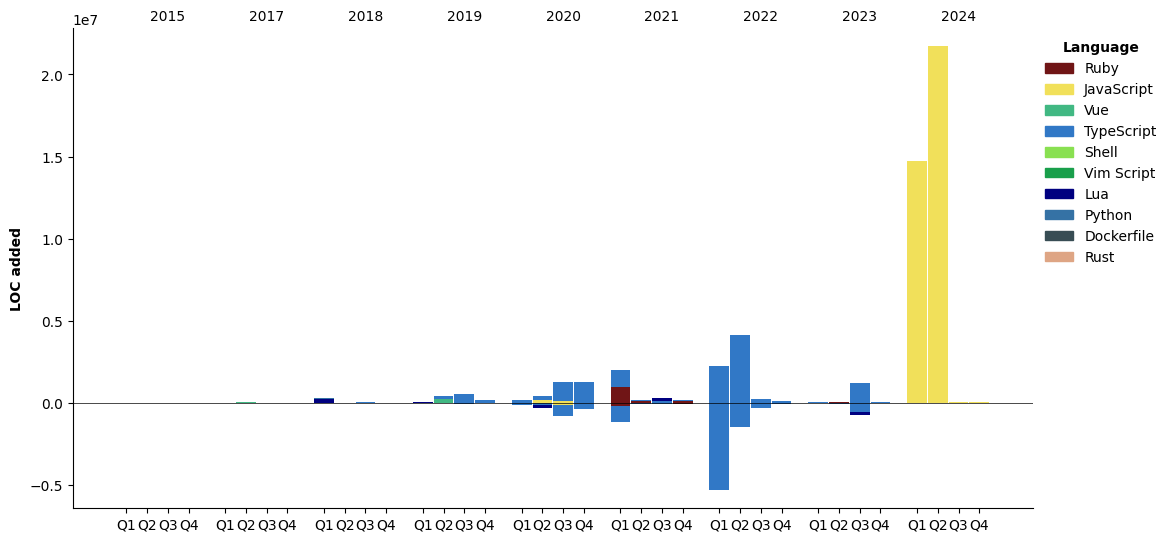 1e7
2015 2017 2018 2019 2020 2021 2022 2023 2024
2.0
1.5
1.0
0.5
0.0
−0.5
LOC added
Q1 Q2 Q3 Q4 Q1 Q2 Q3 Q4 Q1 Q2 Q3 Q4 Q1 Q2 Q3 Q4 Q1 Q2 Q3 Q4 Q1 Q2 Q3 Q4 Q1 Q2 Q3 Q4 Q1 Q2 Q3 Q4 Q1 Q2 Q3 Q4
Language
Ruby
JavaScript
Vue
TypeScript
Shell
Vim Script
Lua
Python
Dockerfile
Rust